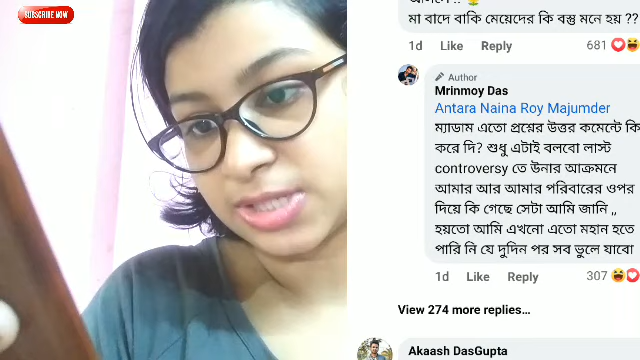 SUBSCRIBE NOW
মা বাদে বাকি মেয়েদের কি বস্তু মনে হয় ??
1d Like Reply 681
Author
Mrinmoy Das
Antara Naina Roy Majumder
ম্যাডাম এতো প্রশ্নের উত্তর কমেন্টে কি
করে দি? শুধু এটাই বলবো লাস্ট
controversy তে উনার আক্রমনে
আমার আর আমার পরিবারের ওপর
দিয়ে কি গেছে সেটা আমি জানি ,,
হয়তো আমি এখনো এতো মহান হতে
পারি নি যে দুদিন পর সব ভুলে যাবো
1d Like Reply 307
View 274 more replies...
Akaash DasGupta